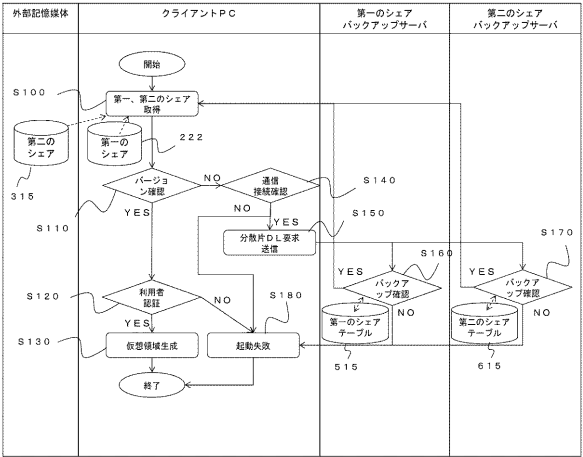 外部記憶媒体
クライアントＰＣ
第一のシェア
バックアップサーバ
第二のシェア
バックアップサーバ
開始
S100
第一、第二のシェア
取得
第二のシェア
第一のシェア
222
315
バージョン確認
NO
通信
接続確認
S140
S110
YES
NO
YES
S150
分散片ＤＬ要求
送信
S160
S170
YES
バックアップ確認
YES
バックアップ確認
S120
利用者
認証
NO
S180
第一のシェア
テーブル
NO
第二のシェア
テーブル
NO
YES
S130
仮想領域生成
起動失敗
515
615
終了